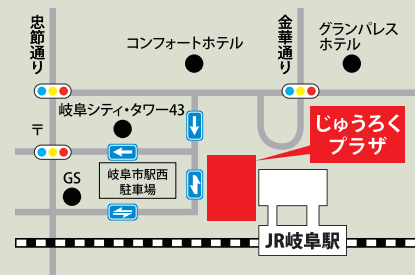 忠節通り
金華通り
グランパレス
ホテル
コンフォートホテル
岐阜シティ・タワー43
じゅうろく
プラザ
〒
岐阜市駅西
駐車場
GS
JR岐阜駅